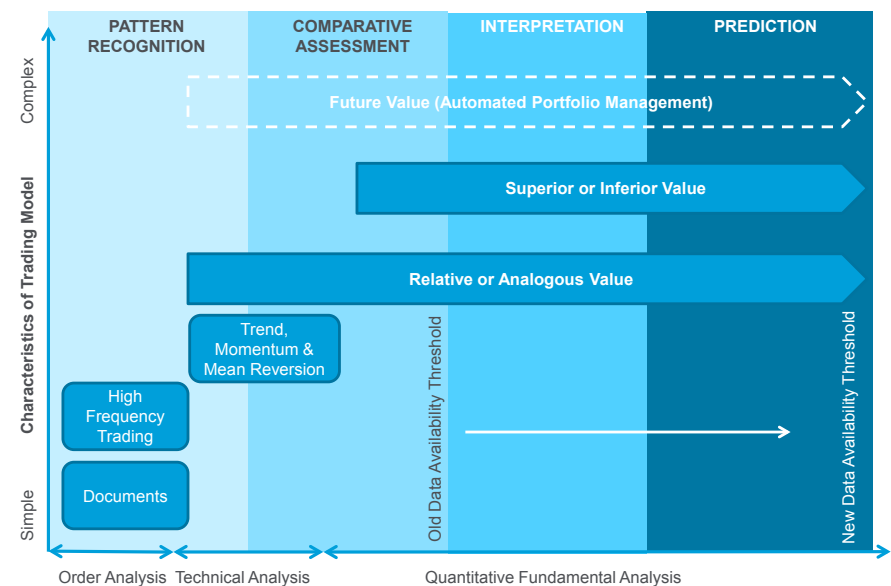 PATTERN
RECOGNITION
COMPARATIVE
ASSESSMENT
INTERPRETATION
PREDICTION
Complex
Future Value (Automated Portfolio Management)
Superior or Inferior Value
Characteristics of Trading Model
Relative or Analogous Value
Trend,
Momentum &
Mean Reversion
Old Data Availability Threshold
New Data Availability Threshold
High
Frequency
Trading
Documents
Simple
Order Analysis
Technical Analysis
Quantitative Fundamental Analysis